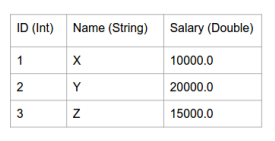 ID (Int) Name (String) Salary (Double)
1 X 10000.0
2 Y 20000.0
3 Z 15000.0